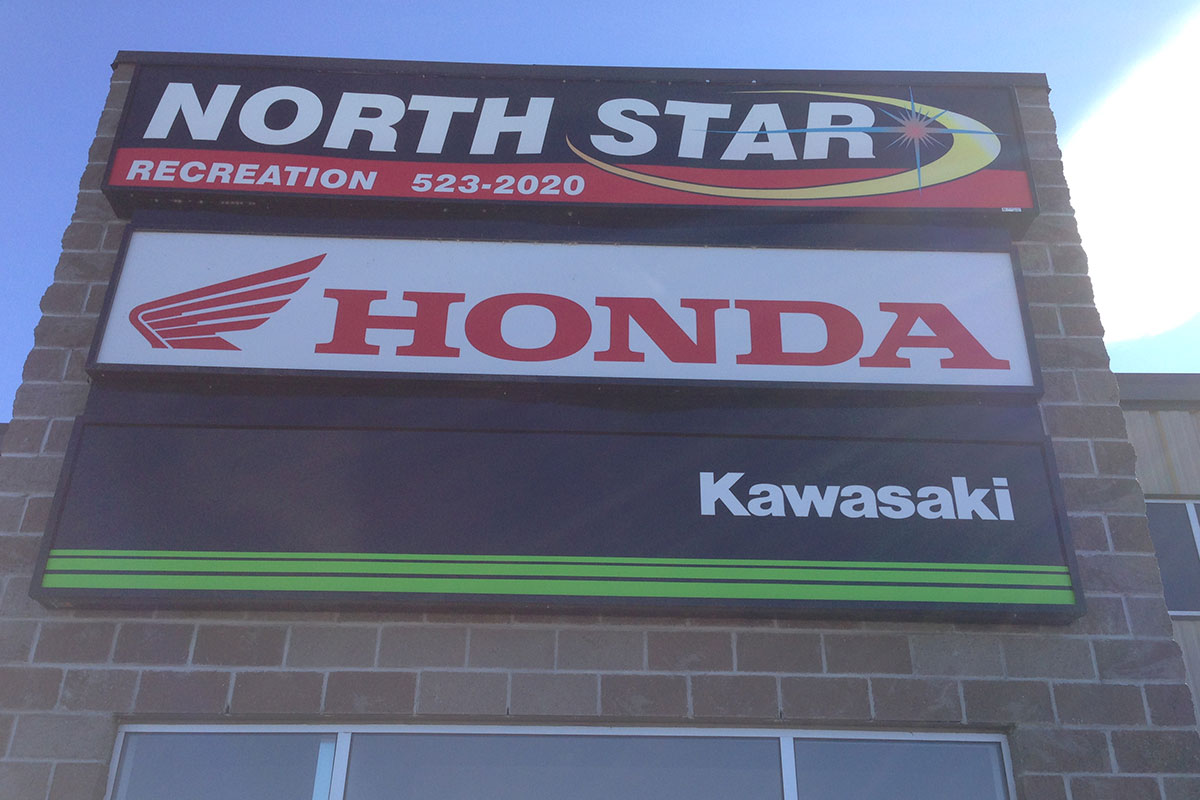 NORTH STAR
RECREATION 523-2020
HONDA
Kawasaki